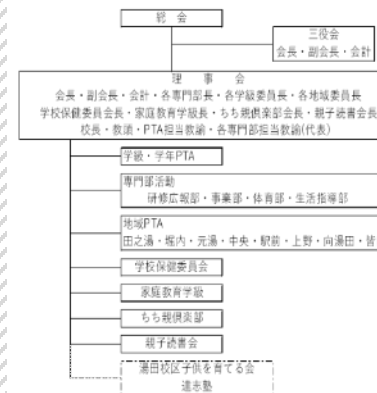 総 会
三役会
会長・副会長・会計
理 事 会
会長・副会長・会計・各専門部長・各学級委員長・各地域委員長
学校保健委員会長・家庭教育学級長・ちち親倶楽部会長・親子読書会長
校長・教頭・PTA担当教諭・各専門部担当教諭(代表)
学級・学年PTA
専門部活動
研修広報部・事業部・体育部・生活指導部
地域PTA
田之湯・堀内・元湯・中央・駅前・上野・向湯田・皆
学校保健委員会
家庭教育学級
ちち親倶楽部
親子読書会
湯田校区子供を育てる会
道志塾